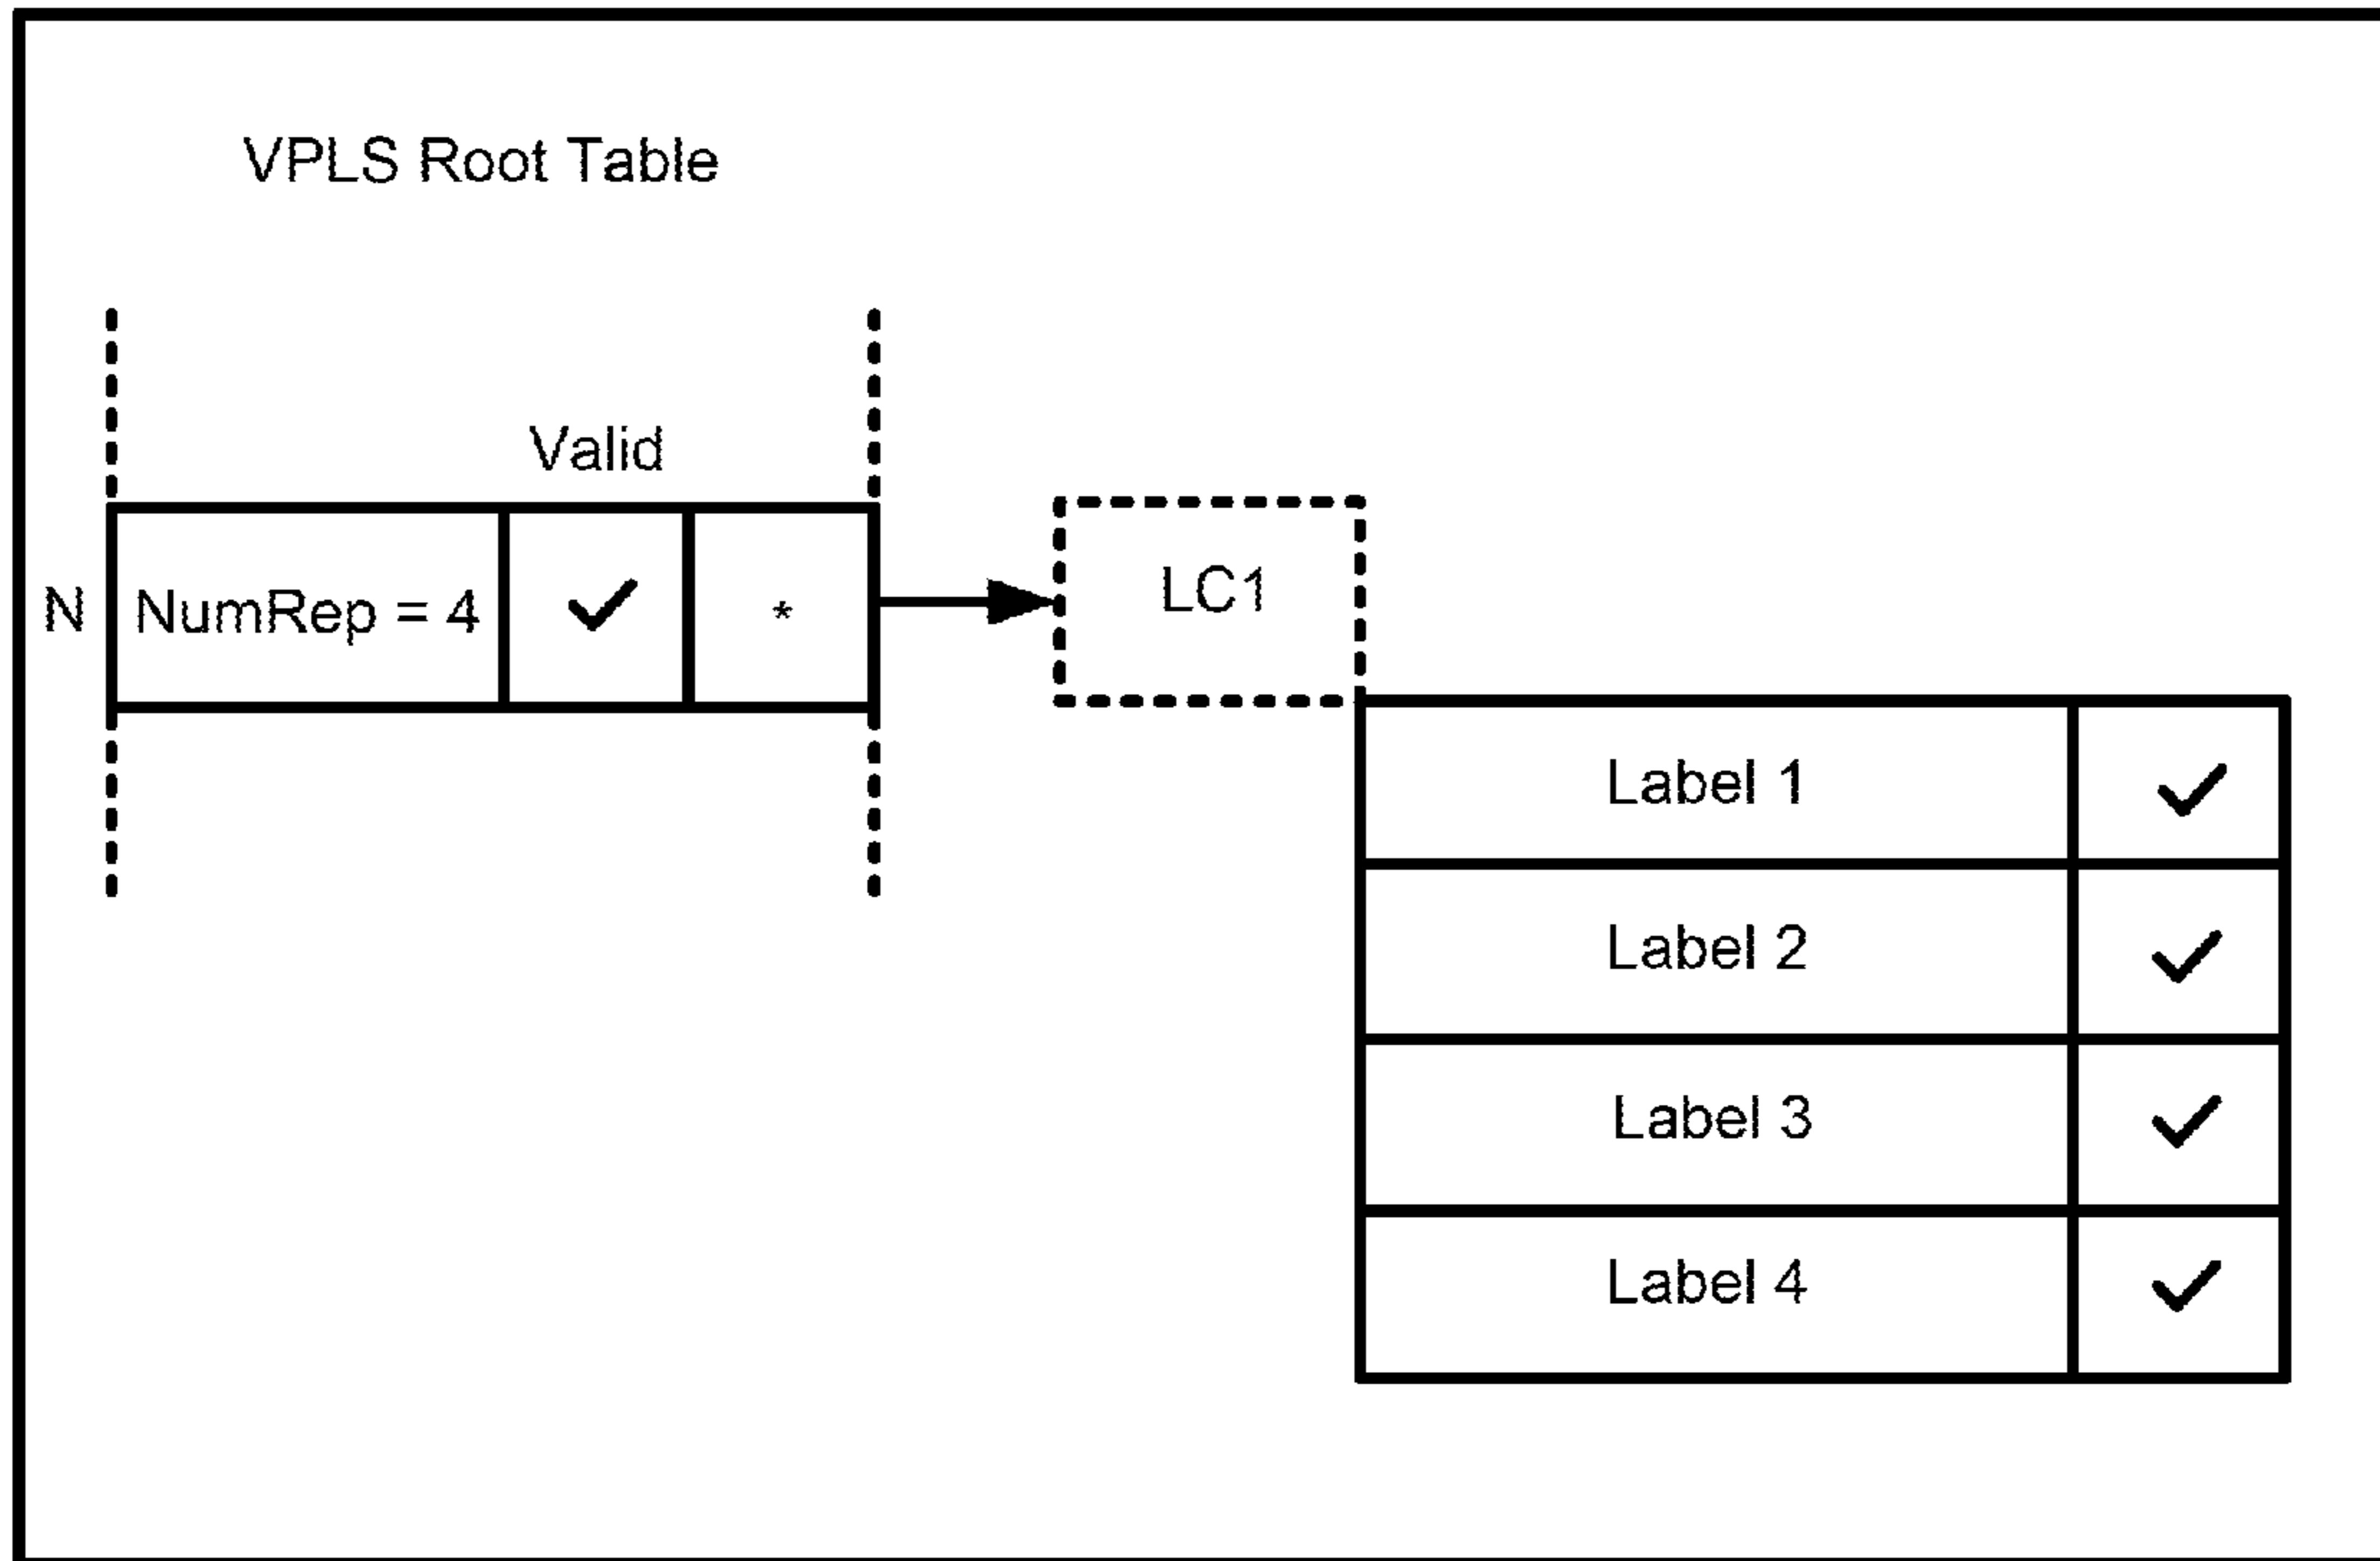 VPLS Root Table
Valid
N NumRep = 4 ✓ *
LC1
Label 1 ✓
Label 2 ✓
Label 3 ✓
Label 4 ✓